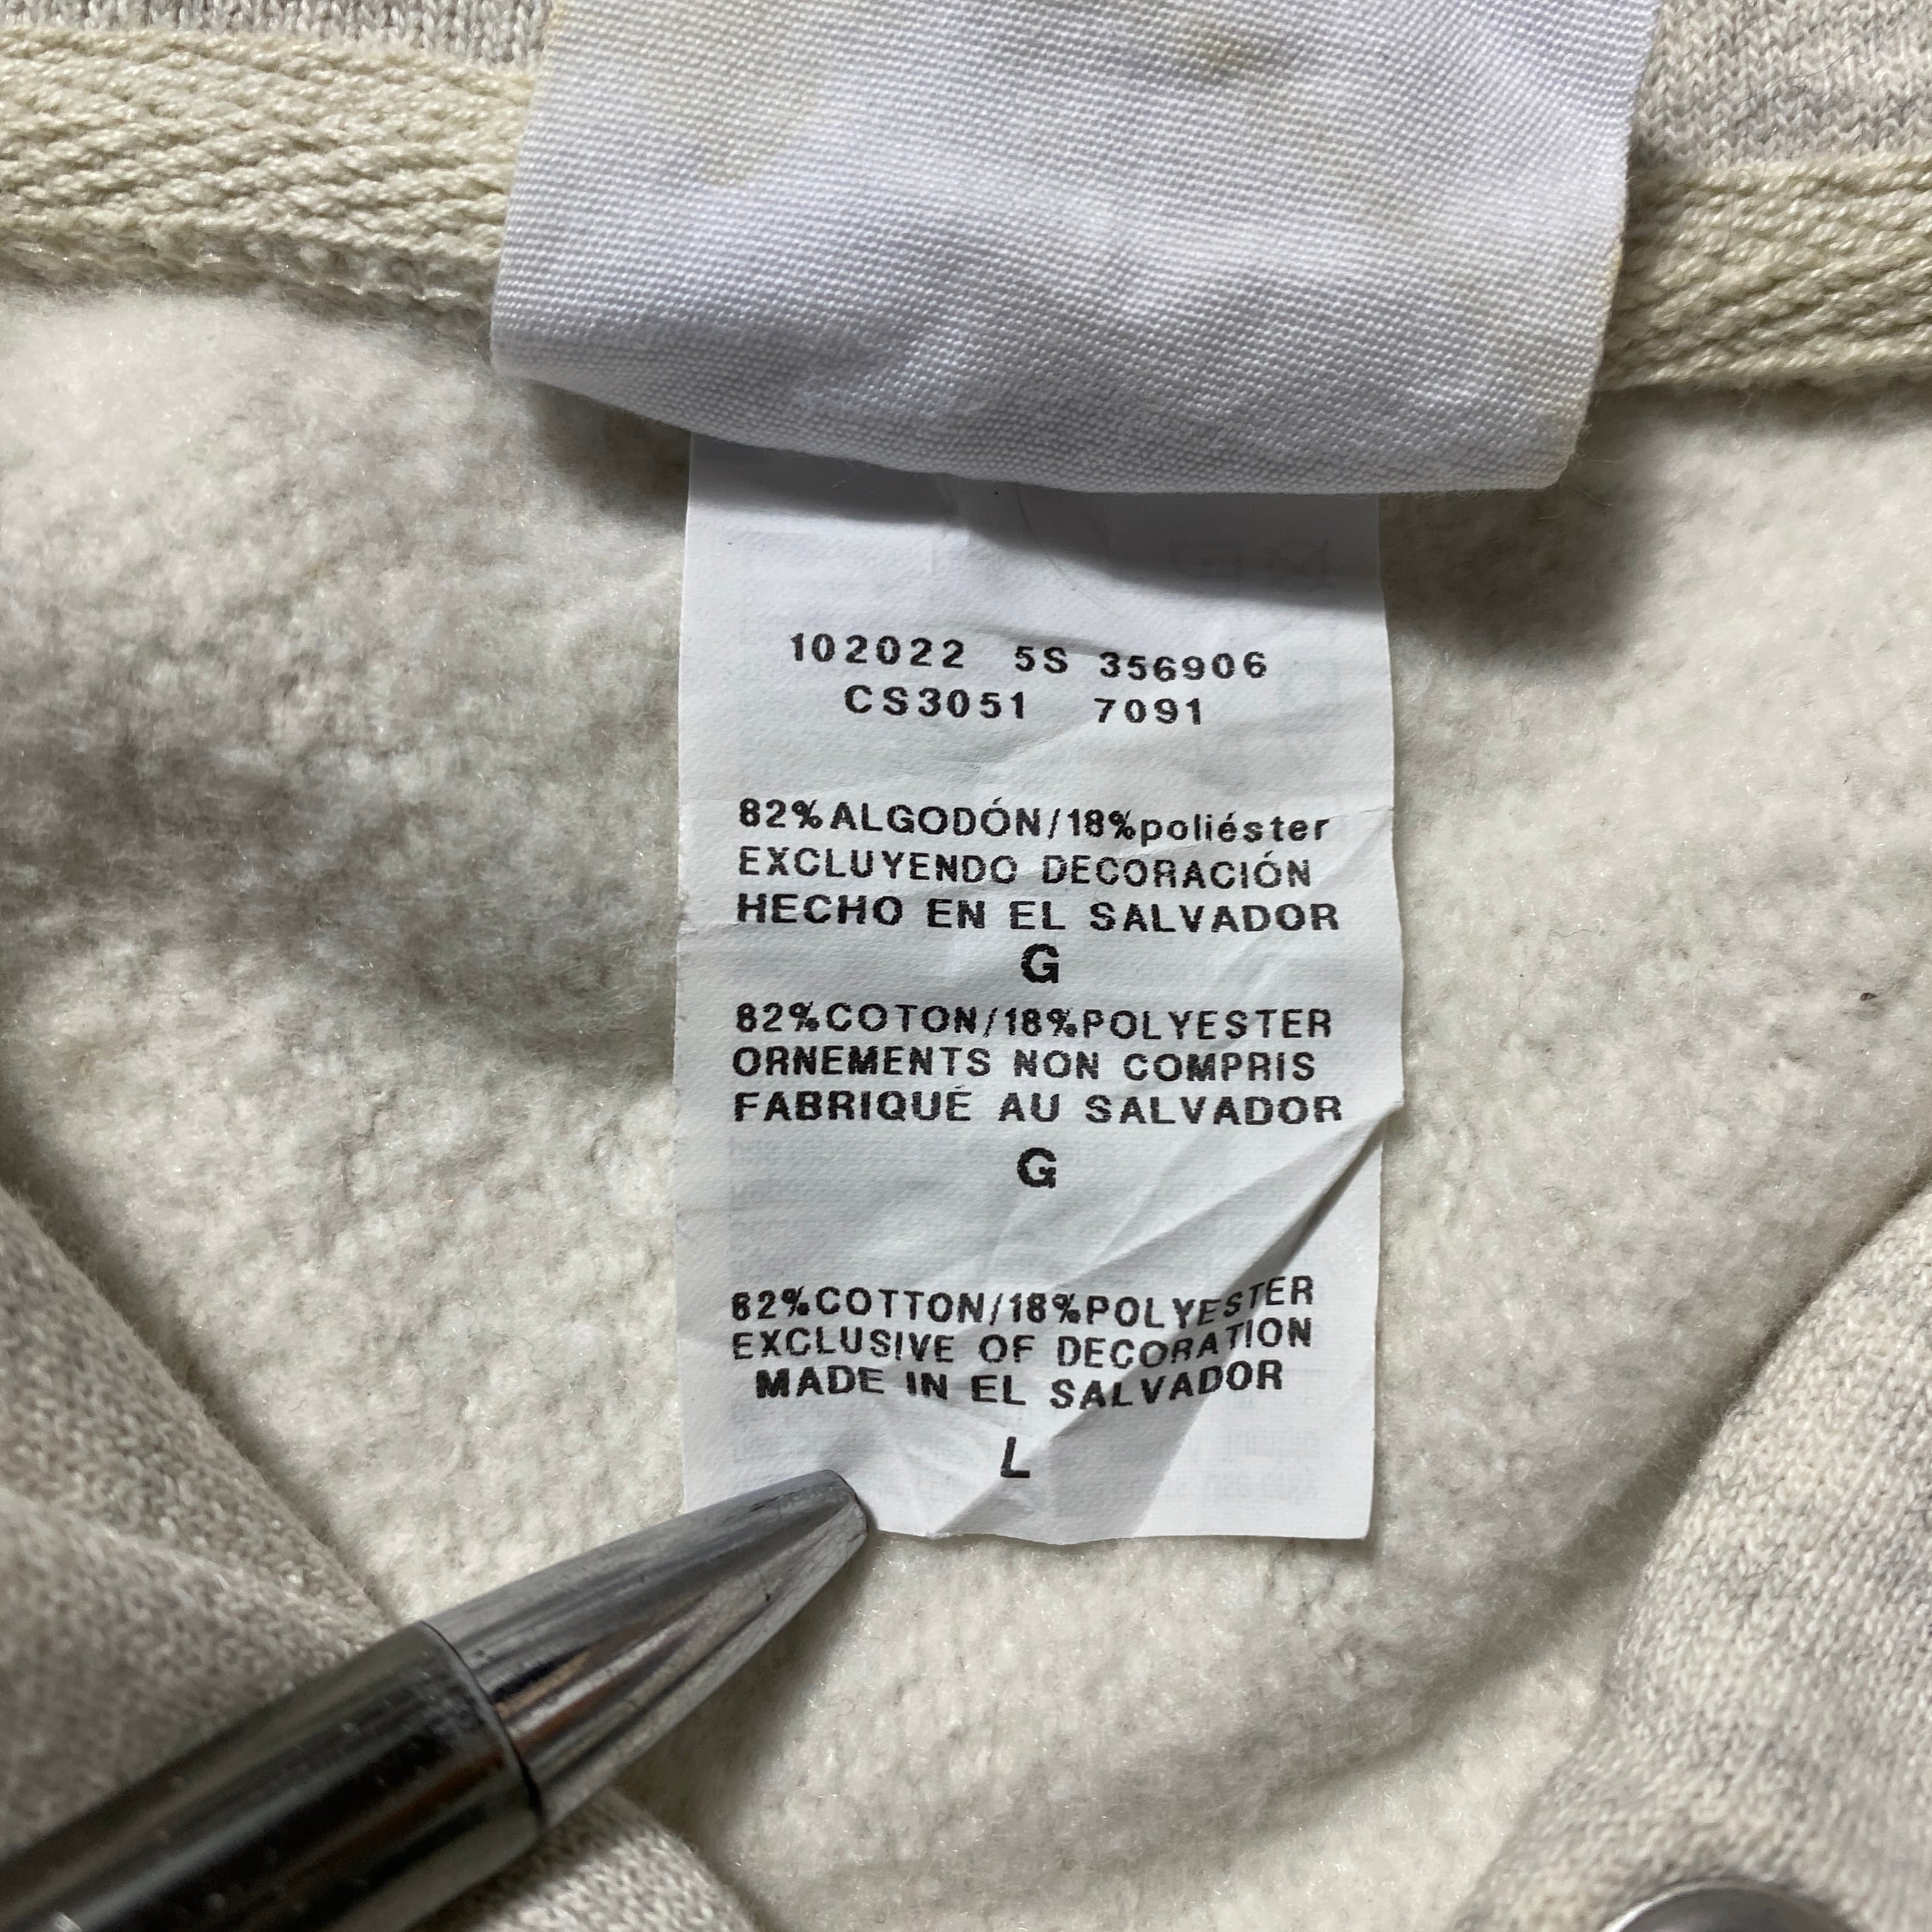 102022 5S 356906
CS3051 7091
82%ALGODÓN/18%poliéster
EXCLUYENDO DECORACIÓN
HECHO EN EL SALVADOR
G
82%COTON/18%POLYESTER
ORNEMENTS NON COMPRIS
FABRIQUÉ AU SALVADOR
G
82%COTTON/18%POLYESTER
EXCLUSIVE OF DECORATION
MADE IN EL SALVADOR
L